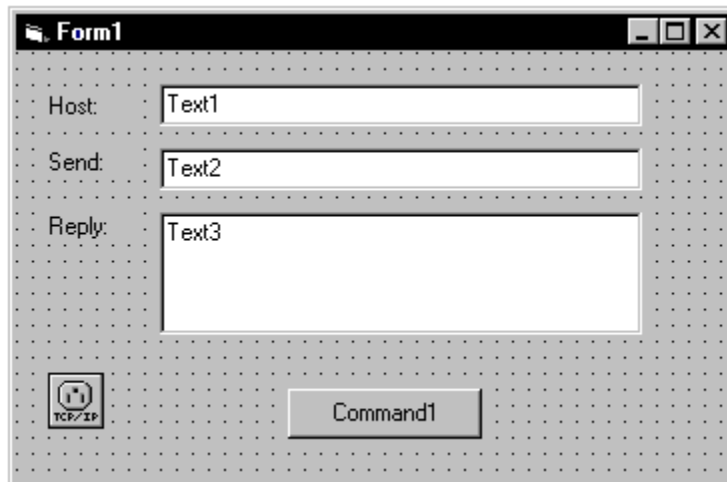 Form1
Host: Text1
Send: Text2
Reply: Text3
TCP/IP
Command1